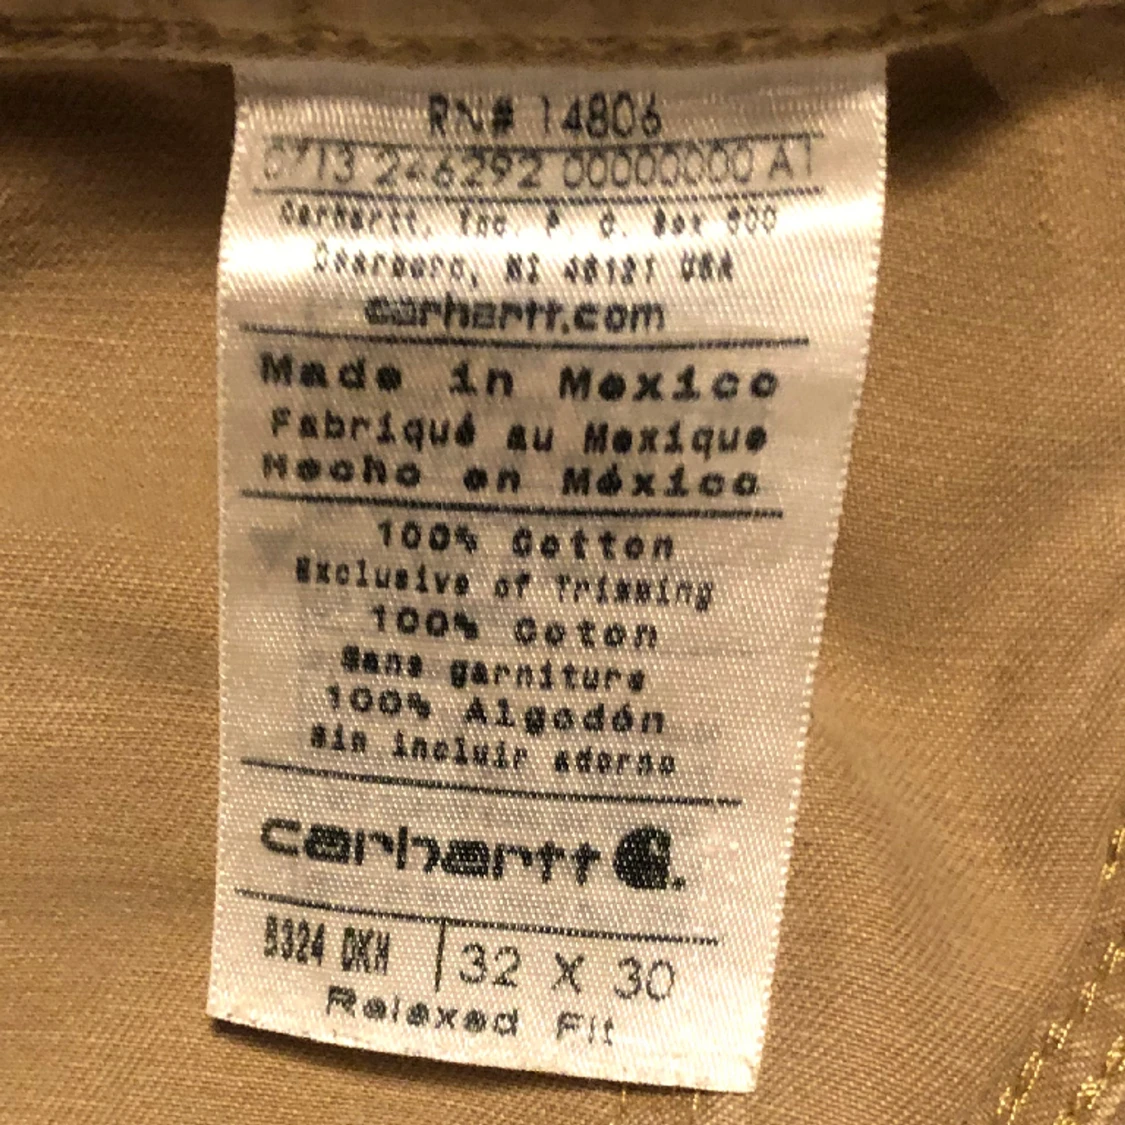 RN# 14806
0713 246292 00000000 A1
Carhartt, Inc. P. O. Box 600
Dearborn, MI 48121 USA
carhartt.com
Made in Mexico
Fabriqué au Mexique
Hecho en México
100% Cotton
Exclusive of Trimming
100% Coton
Sans garniture
100% Algodón
Sin incluir adorno
carhartt
B324 DKH 32 X 30
Relaxed Fit